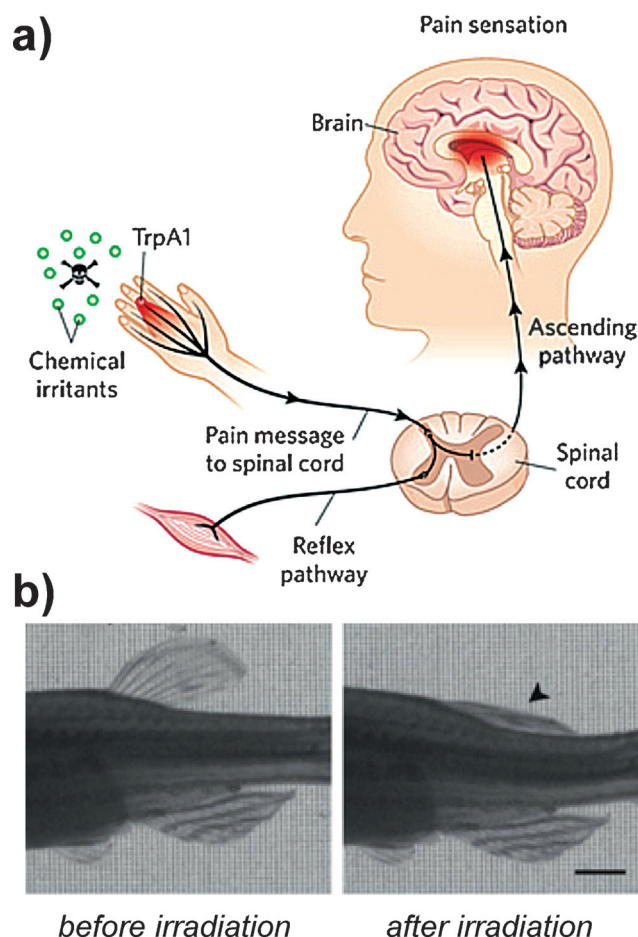 a)
Pain sensation
Brain
TrpA1
Chemical
irritants
Ascending
pathway
Pain message
to spinal cord
Spinal
cord
Reflex
pathway
b)
before irradiation
after irradiation